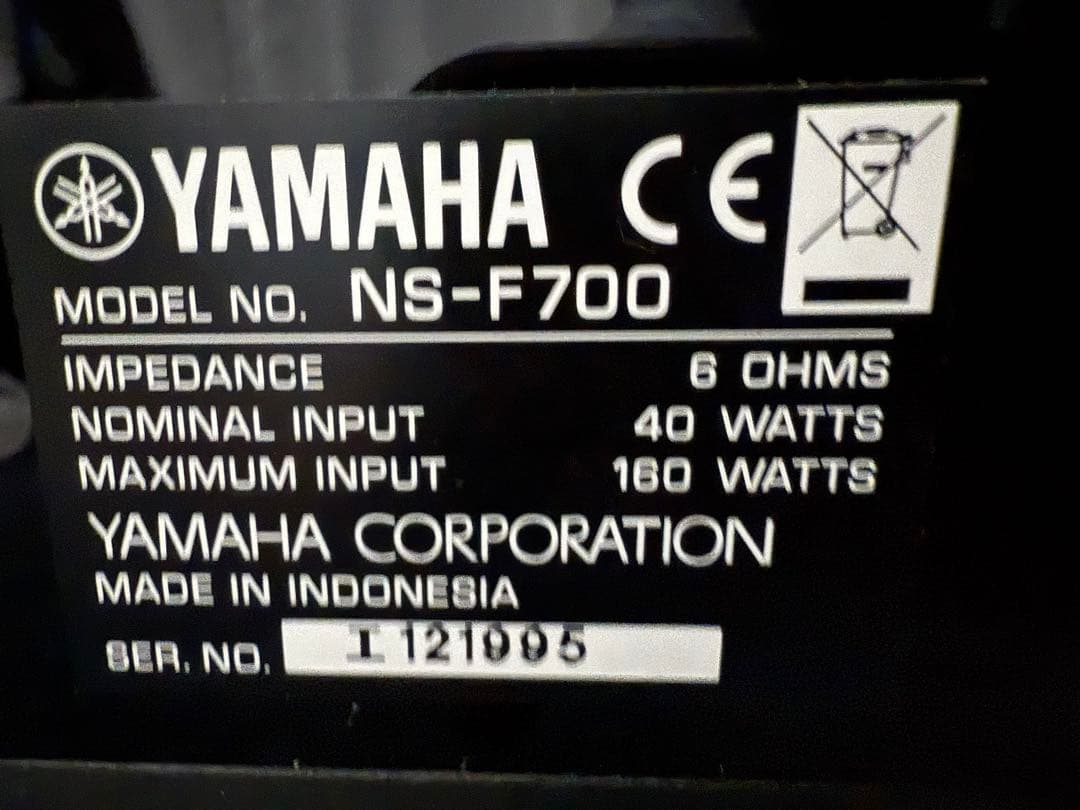 YAMAHA CE
MODEL NO. NS-F700
IMPEDANCE 6 OHMS
NOMINAL INPUT 40 WATTS
MAXIMUM INPUT 160 WATTS
YAMAHA CORPORATION
MADE IN INDONESIA
SER. NO. I 121995